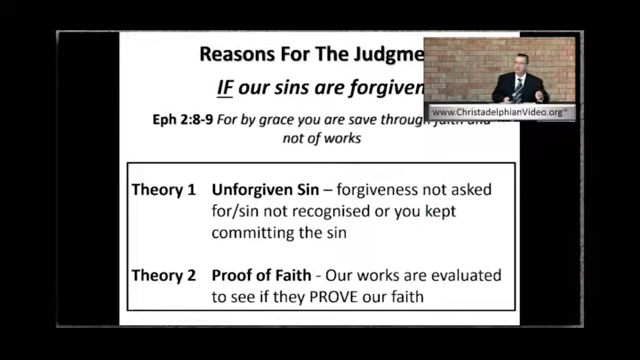 Reasons For The Judgme
IF our sins are forgiven
www.ChristadelphianVideo.org
Eph 2:8-9 For by grace you are save through faith and
not of works
Theory 1 Unforgiven Sin – forgiveness not asked
for/sin not recognised or you kept
committing the sin
Theory 2 Proof of Faith - Our works are evaluated
to see if they PROVE our faith